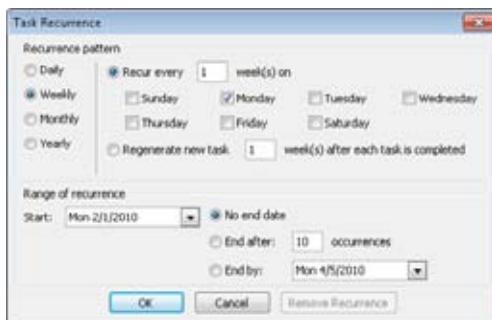 Task Recurrence
Recurrence pattern
Daily
Weekly
Monthly
Yearly
Recur every 1 week(s) on
Sunday Monday Tuesday Wednesday
Thursday Friday Saturday
Regenerate new task 1 week(s) after each task is completed
Range of recurrence
Start: Mon 2/1/2010
No end date
End after: 10 occurrences
End by: Mon 4/5/2010
OK Cancel Remove Recurrence